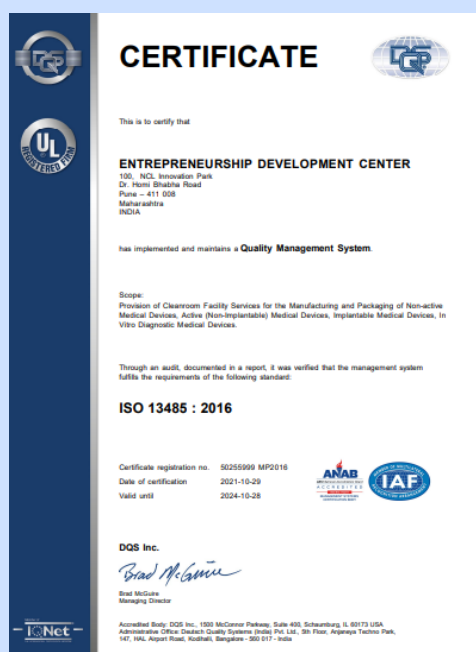 DQS
CERTIFICATE
DQS
UL
REGISTERED FIRM
This is to certify that
ENTREPRENEURSHIP DEVELOPMENT CENTER
100, NCL Innovation Park
Dr. Homi Bhabha Road
Pune – 411 008
Maharashtra
INDIA
has implemented and maintains a Quality Management System.
Scope:
Provision of Cleanroom Facility Services for the Manufacturing and Packaging of Non-active
Medical Devices, Active (Non-Implantable) Medical Devices, Implantable Medical Devices, In
Vitro Diagnostic Medical Devices.
Through an audit, documented in a report, it was verified that the management system
fulfills the requirements of the following standard:
ISO 13485 : 2016
Certificate registration no. 50255999 MP2016
Date of certification 2021-10-29
Valid until 2024-10-28
ANAB
ACCREDITED
IAF
DQS Inc.
Brad McGuire
Brad McGuire
Managing Director
Accredited Body: DQS Inc., 1500 McConnor Parkway, Suite 400, Schaumburg, IL 60173 USA
Administrative Office: Deutsch Quality Systems (India) Pvt. Ltd., 5th Floor, Anjaneya Techno Park,
147, HAL Airport Road, Kodihalli, Bangalore - 560 017 - India
IQNet